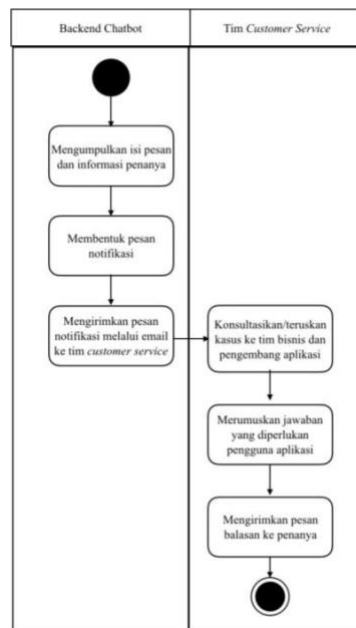 Backend Chatbot
Tim Customer Service
Mengumpulkan isi pesan
dan informasi penanya
Membentuk pesan
notifikasi
Mengirimkan pesan
notifikasi melalui email
ke tim customer service
Konsultasikan/teruskan
kasus ke tim bisnis dan
pengembang aplikasi
Merumuskan jawaban
yang diperlukan
pengguna aplikasi
Mengirimkan pesan
balasan ke penanya